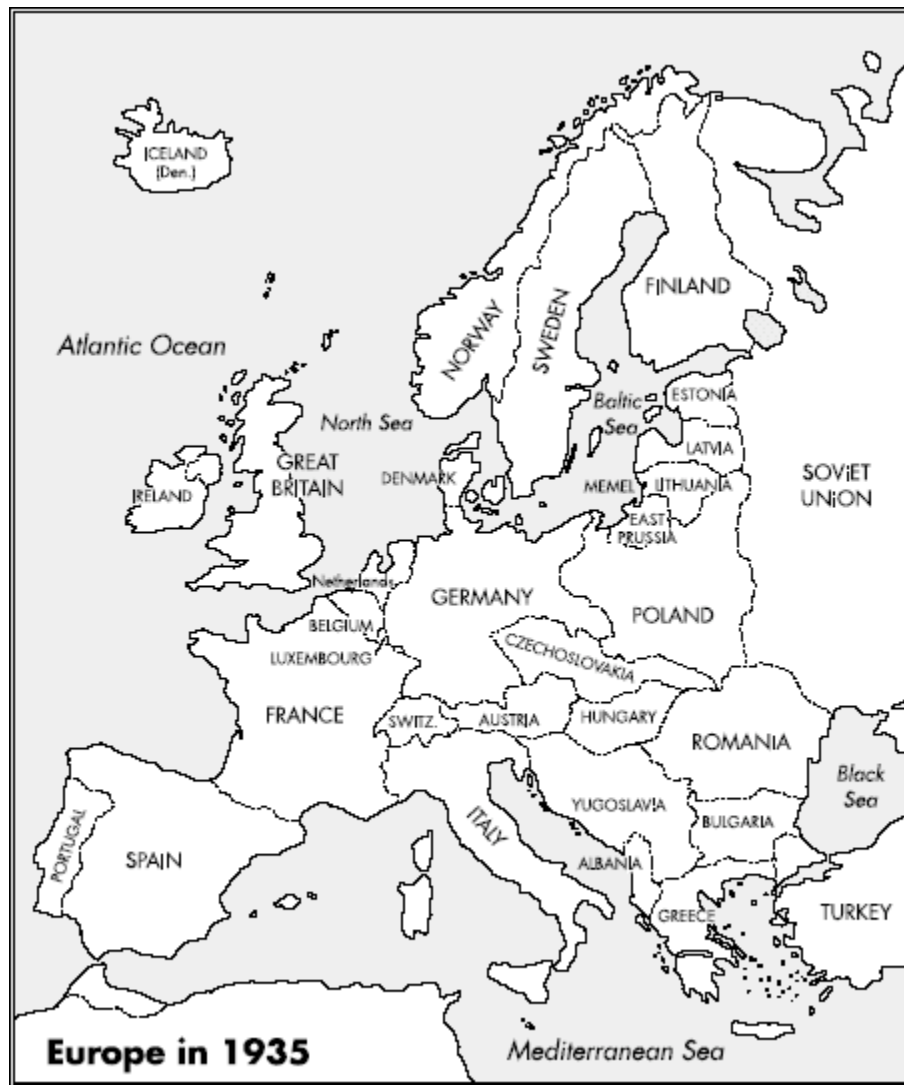 ICELAND
(Den.)
Atlantic Ocean
NORWAY
SWEDEN
FINLAND
North Sea
Baltic
Sea
ESTONIA
LATVIA
LITHUANIA
MEMEL
EAST
PRUSSIA
SOViET
UNiON
GREAT
BRITAIN
IRELAND
DENMARK
Netherlands
GERMANY
POLAND
BELGIUM
LUXEMBOURG
CZECHOSLOVAKIA
FRANCE
SWITZ.
AUSTRIA
HUNGARY
ROMANIA
Black
Sea
YUGOSLAVIA
BULGARIA
ITALY
PORTUGAL
SPAIN
ALBANIA
GREECE
TURKEY
Europe in 1935
Mediterranean Sea